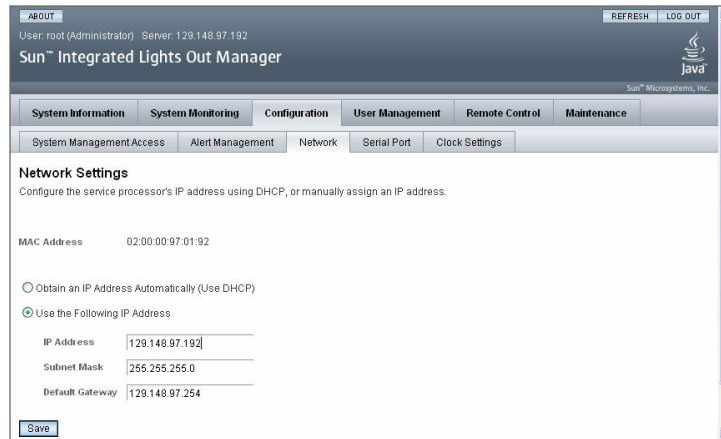 ABOUT
REFRESH LOG OUT
User: root (Administrator) Server: 129.148.97.192
Sun™ Integrated Lights Out Manager
Java™
Sun™ Microsystems, Inc.
System Information System Monitoring Configuration User Management Remote Control Maintenance
System Management Access Alert Management Network Serial Port Clock Settings
Network Settings
Configure the service processor's IP address using DHCP, or manually assign an IP address.
MAC Address 02:00:00:97:01:92
Obtain an IP Address Automatically (Use DHCP)
Use the Following IP Address
IP Address 129.148.97.192
Subnet Mask 255.255.255.0
Default Gateway 129.148.97.254
Save